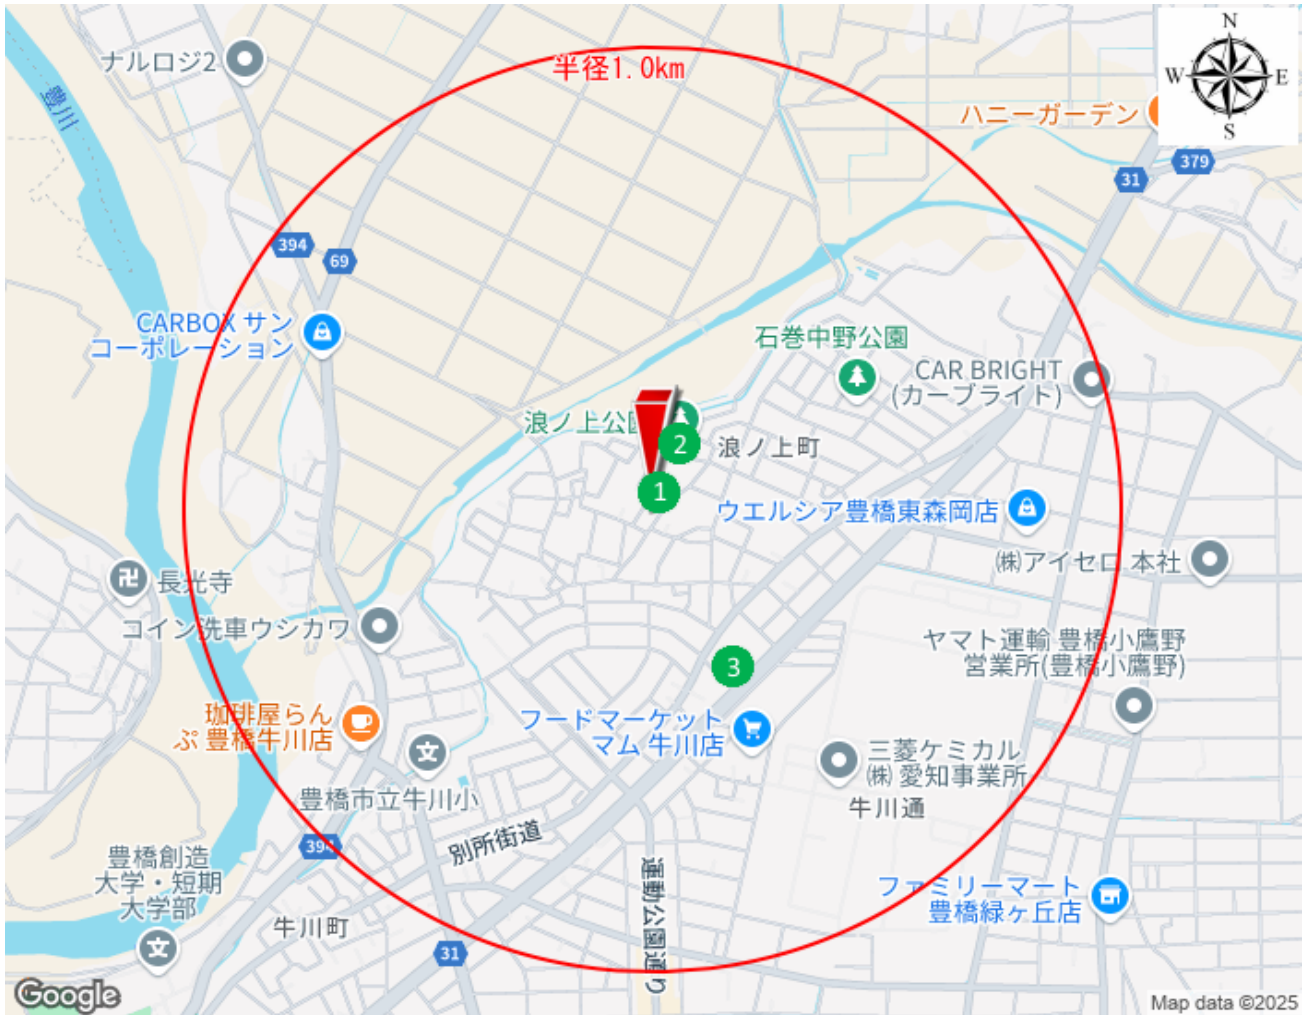 N
W
E
S
半径1.0km
ナルロジ2
豊川
ハニーガーデン
379
31
394
69
CARBOX サン
コーポレーション
石巻中野公園
CAR BRIGHT
(カーブライト)
浪ノ上公園
2
浪ノ上町
1
ウエルシア豊橋東森岡店
㈱アイセロ 本社
長光寺
コイン洗車ウシカワ
ヤマト運輸 豊橋小鷹野
営業所(豊橋小鷹野)
3
珈琲屋らん
ぷ 豊橋牛川店
フードマーケット
マム 牛川店
三菱ケミカル
㈱ 愛知事業所
文
豊橋市立牛川小
牛川通
394
別所街道
豊橋創造
大学・短期
大学部
文
運動公園通り
ファミリーマート
豊橋緑ヶ丘店
牛川町
31
Google
Map data ©2025